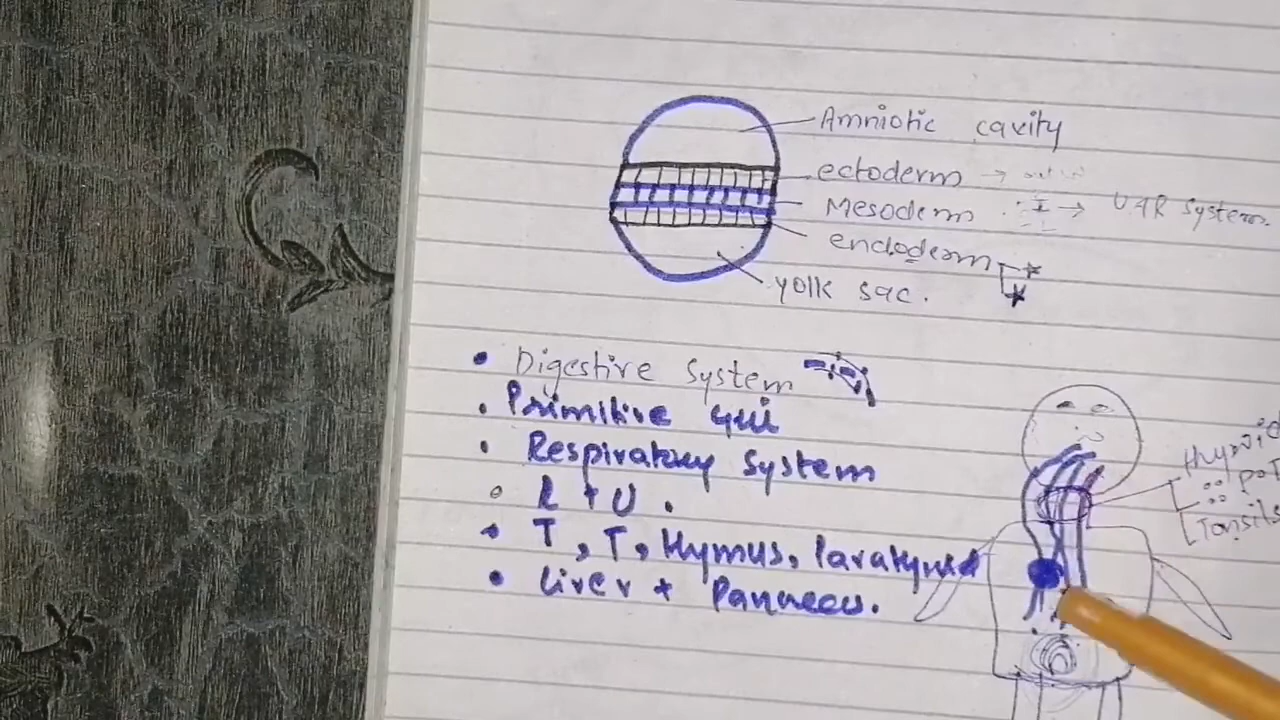 Amniotic cavity
ectoderm →
Mesoderm → U & R System.
endoderm
yolk sac.
• Digestive System
• Primitive gut
• Respiratory System
• R + U.
• T, T, thymus, Parathyroid
• Liver + Pancreas.
thyroid
Tonsils